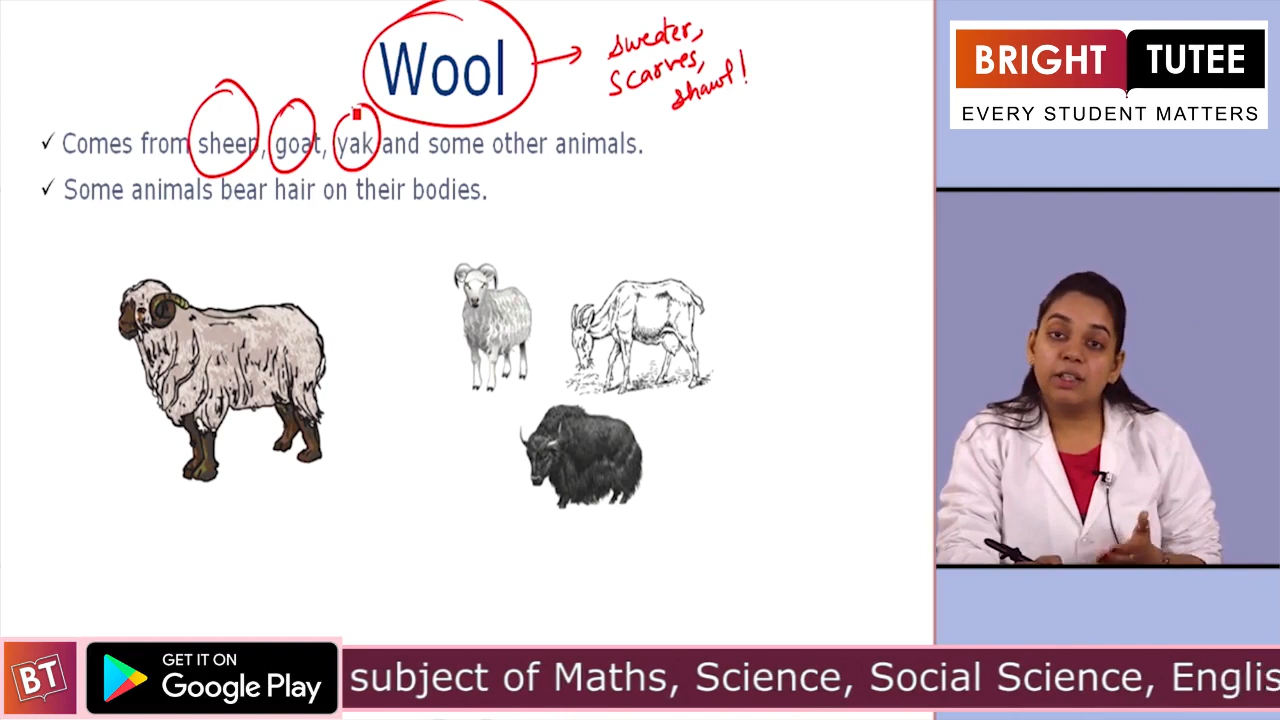 Wool
sweater,
scarves,
shawl!
✓ Comes from sheep, goat, yak and some other animals.
✓ Some animals bear hair on their bodies.
BRIGHT TUTEE
EVERY STUDENT MATTERS
BT
GET IT ON
Google Play
subject of Maths, Science, Social Science, Englis